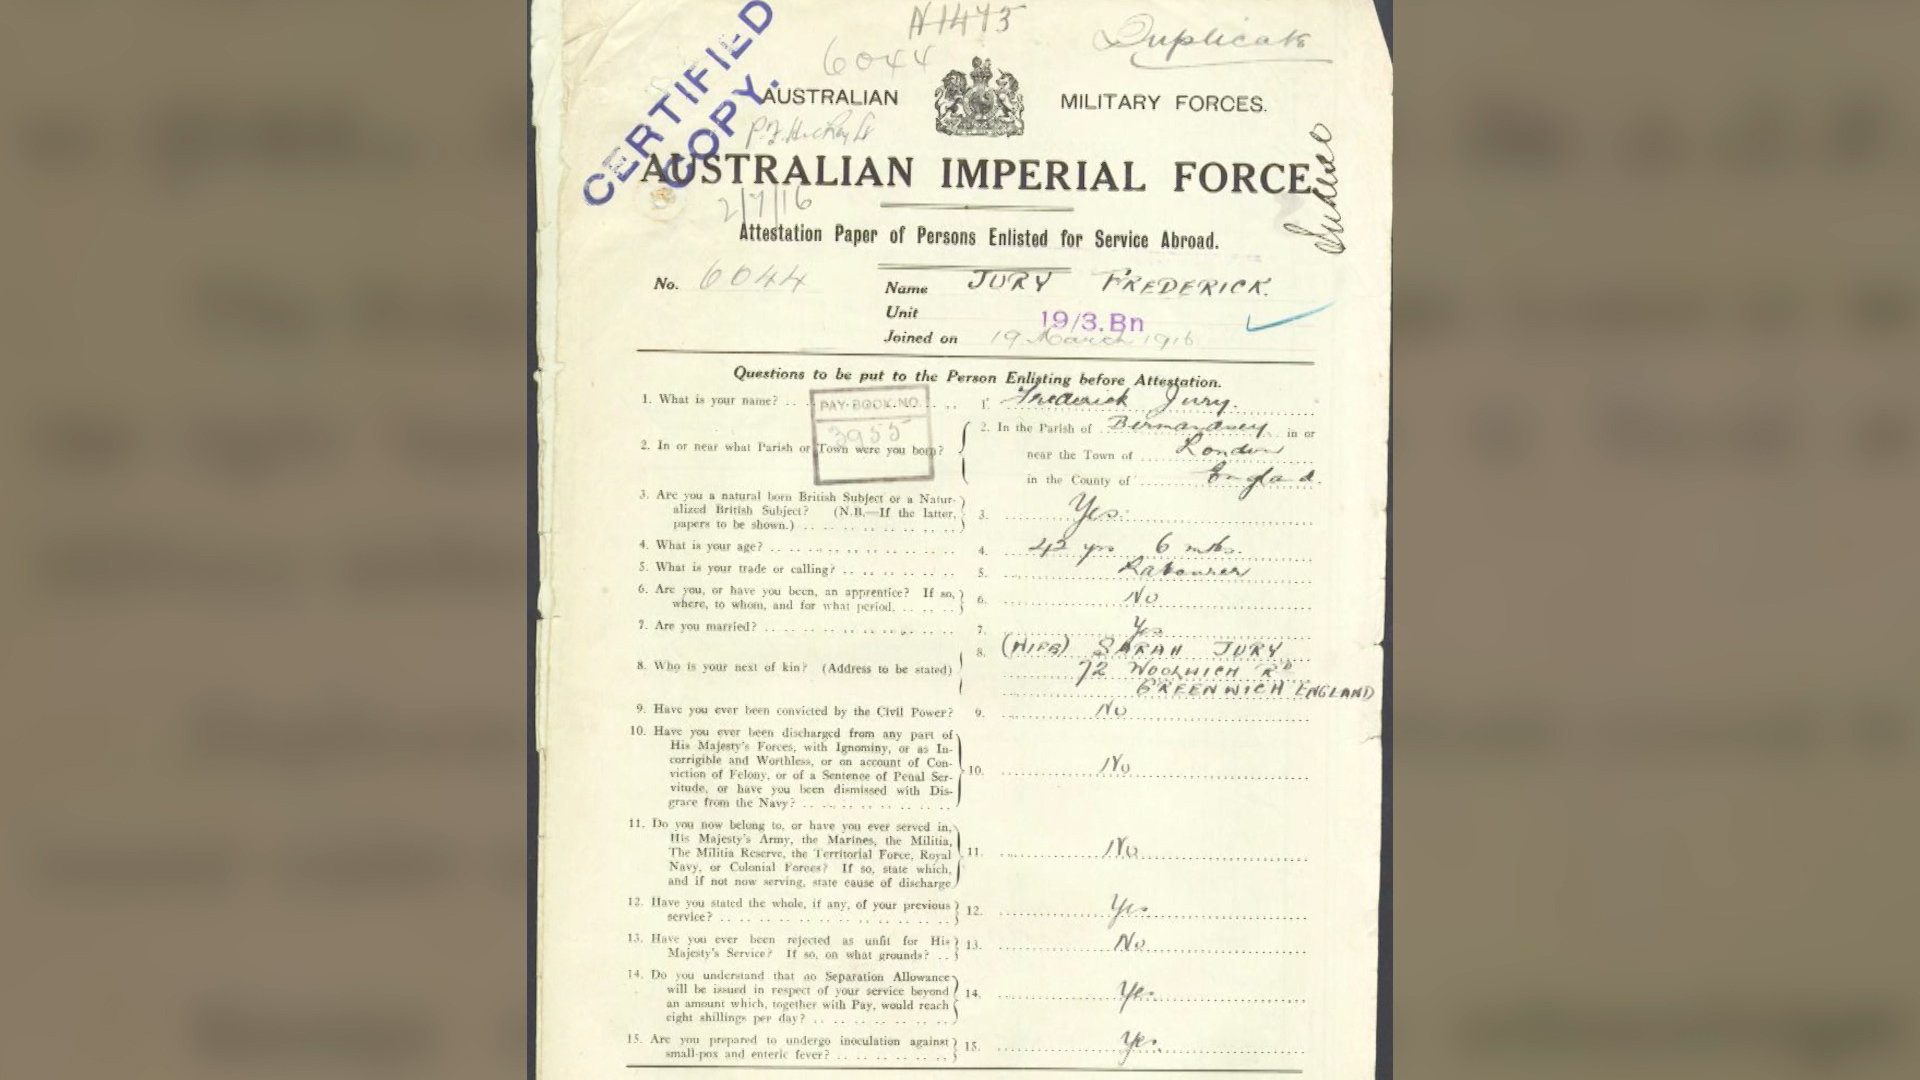 N1473
Duplicate
6044
CERTIFIED
COPY.
AUSTRALIAN MILITARY FORCES.
AUSTRALIAN IMPERIAL FORCE
2/7/16
Attestation Paper of Persons Enlisted for Service Abroad.
No. 6044 Name JURY FREDERICK.
Unit 19/3.Bn
Joined on 19 March 1916
Questions to be put to the Person Enlisting before Attestation.
1. What is your name? .. 1. Frederick Jury.
PAY-BOOK.NO.
3955
2. In or near what Parish or Town were you born? 2. In the Parish of Bermondsey in or
near the Town of London
in the County of England.
3. Are you a natural born British Subject or a Natur-
alized British Subject? (N.B.—If the latter, 3. Yes.
papers to be shown.)
4. What is your age? 4. 42 yrs 6 mths.
5. What is your trade or calling? 5. Labourer
6. Are you, or have you been, an apprentice? If so, 6. No
where, to whom, and for what period.
7. Are you married? 7. Yes
8. Who is your next of kin? (Address to be stated) 8. (WIFE) SARAH JURY
72 WOOLWICH RD
GREENWICH ENGLAND
9. Have you ever been convicted by the Civil Power? 9. No
10. Have you ever been discharged from any part of
His Majesty's Forces, with Ignominy, or as In-
corrigible and Worthless, or on account of Con-
viction of Felony, or of a Sentence of Penal Ser- 10. No
vitude, or have you been dismissed with Dis-
grace from the Navy?
11. Do you now belong to, or have you ever served in,
His Majesty's Army, the Marines, the Militia,
The Militia Reserve, the Territorial Force, Royal 11. No
Navy, or Colonial Forces? If so, state which,
and if not now serving, state cause of discharge
12. Have you stated the whole, if any, of your previous 12. Yes
service?
13. Have you ever been rejected as unfit for His 13. No
Majesty's Service? If so, on what grounds?
14. Do you understand that no Separation Allowance
will be issued in respect of your service beyond 14. Yes
an amount which, together with Pay, would reach
eight shillings per day?
15. Are you prepared to undergo inoculation against 15. Yes
small-pox and enteric fever?